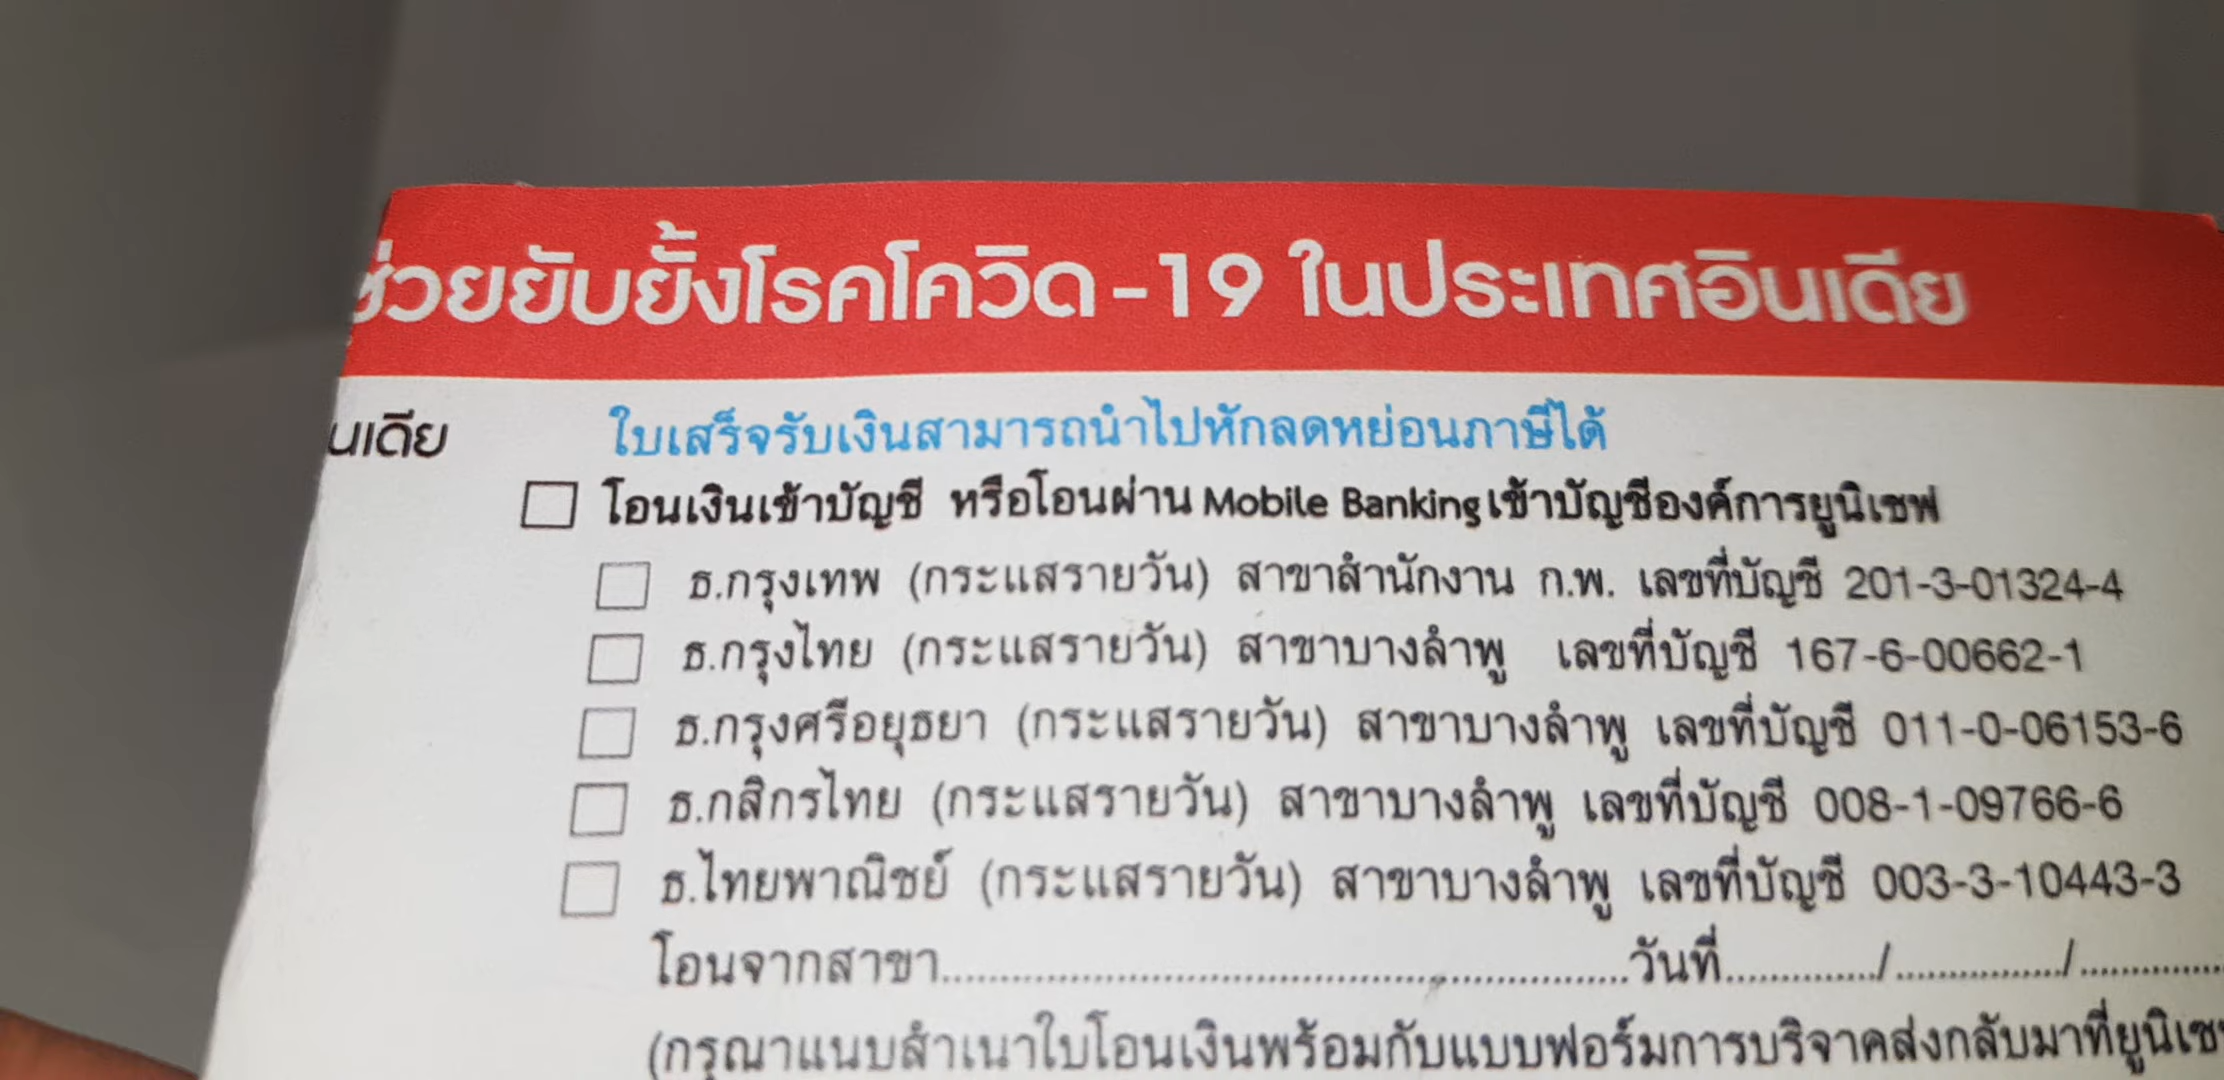 ช่วยยับยั้งโรคโควิด -19 ในประเทศอินเดีย
นเดีย
ใบเสร็จรับเงินสามารถนำไปหักลดหย่อนภาษีได้
โอนเงินเข้าบัญชี หรือโอนผ่าน Mobile Banking เข้าบัญชีองค์การยูนิเซฟ
ธ.กรุงเทพ (กระแสรายวัน) สาขาสำนักงาน ก.พ. เลขที่บัญชี 201-3-01324-4
ธ.กรุงไทย (กระแสรายวัน) สาขาบางลำพู เลขที่บัญชี 167-6-00662-1
ธ.กรุงศรีอยุธยา (กระแสรายวัน) สาขาบางลำพู เลขที่บัญชี 011-0-06153-6
ธ.กสิกรไทย (กระแสรายวัน) สาขาบางลำพู เลขที่บัญชี 008-1-09766-6
ธ.ไทยพาณิชย์ (กระแสรายวัน) สาขาบางลำพู เลขที่บัญชี 003-3-10443-3
โอนจากสาขา....................................................วันที่............../.............../..............
(กรุณาแนบสำเนาใบโอนเงินพร้อมกับแบบฟอร์มการบริจาคส่งกลับมาที่ยูนิเซ